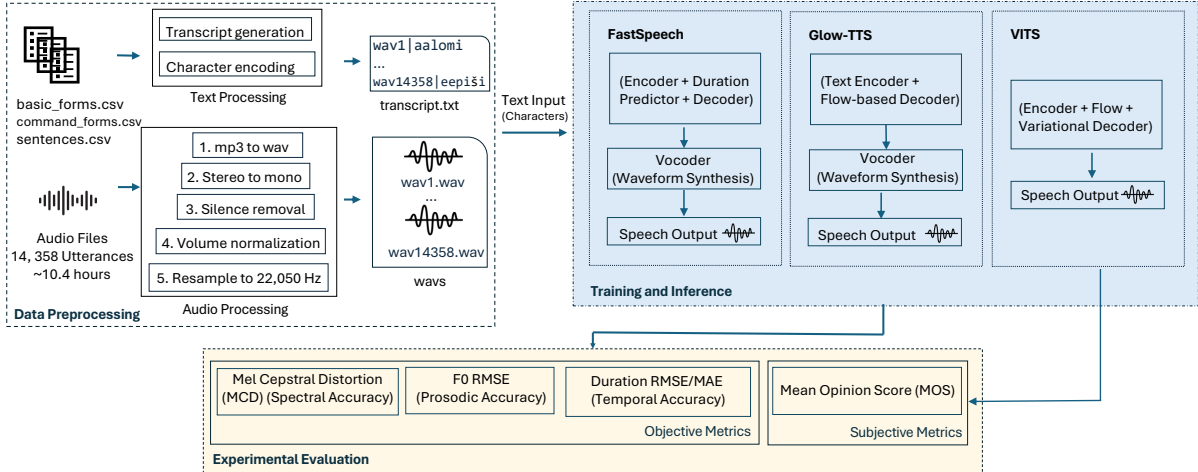 Transcript generation
Character encoding
Text Processing
basic_forms.csv
command_forms.csv
sentences.csv
wav1|aalomi
...
wav14358|eepiši
transcript.txt
Audio Files
14, 358 Utterances
~10.4 hours
1. mp3 to wav
2. Stereo to mono
3. Silence removal
4. Volume normalization
5. Resample to 22,050 Hz
Audio Processing
wav1.wav
...
wav14358.wav
wavs
Data Preprocessing
Text Input
(Characters)
FastSpeech
(Encoder + Duration
Predictor + Decoder)
Vocoder
(Waveform Synthesis)
Speech Output
Glow-TTS
(Text Encoder +
Flow-based Decoder)
Vocoder
(Waveform Synthesis)
Speech Output
VITS
(Encoder + Flow +
Variational Decoder)
Speech Output
Training and Inference
Mel Cepstral Distortion
(MCD) (Spectral Accuracy)
F0 RMSE
(Prosodic Accuracy)
Duration RMSE/MAE
(Temporal Accuracy)
Objective Metrics
Mean Opinion Score (MOS)
Subjective Metrics
Experimental Evaluation